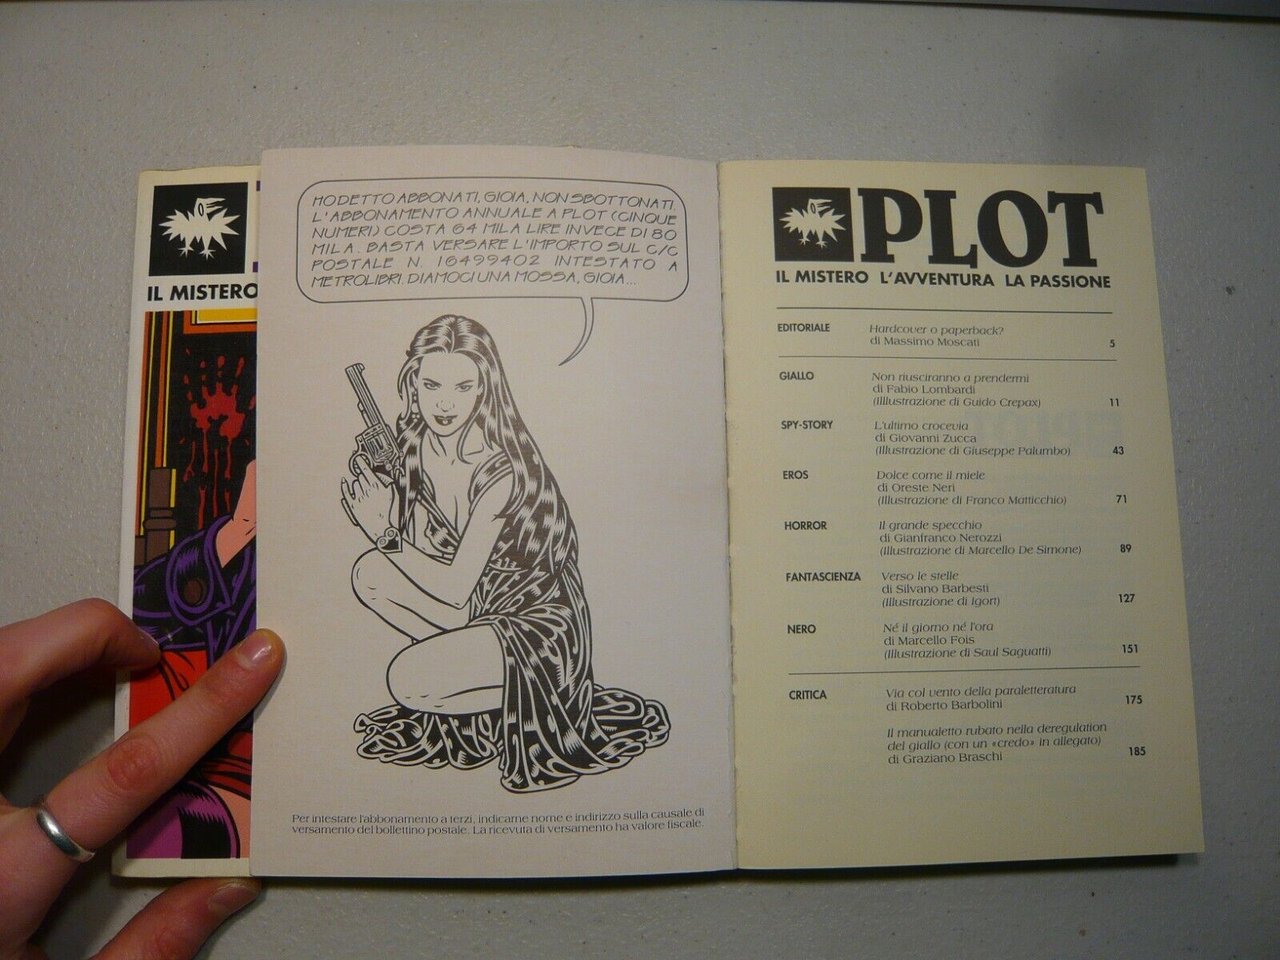 IL MISTERO
HO DETTO ABBONATI, GIOIA, NON SBOTTONATI.
L'ABBONAMENTO ANNUALE A PLOT (CINQUE
NUMERI) COSTA 64 MILA LIRE INVECE DI 80
MILA. BASTA VERSARE L'IMPORTO SUL C/C
POSTALE N. 16499402 INTESTATO A
METROLIBRI. DIAMOCI UNA MOSSA, GIOIA...
Per intestare l'abbonamento a terzi, indicarne nome e indirizzo sulla causale di
versamento del bollettino postale. La ricevuta di versamento ha valore fiscale.
PLOT
IL MISTERO L'AVVENTURA LA PASSIONE
EDITORIALE Hardcover o paperback?
di Massimo Moscati 5
GIALLO Non riusciranno a prendermi
di Fabio Lombardi
(Illlustrazione di Guido Crepax) 11
SPY-STORY L'ultimo crocevia
di Giovanni Zucca
(Illustrazione di Giuseppe Palumbo) 43
EROS Dolce come il miele
di Oreste Neri
(Illustrazione di Franco Matticchio) 71
HORROR Il grande specchio
di Gianfranco Nerozzi
(Illustrazione di Marcello De Simone) 89
FANTASCIENZA Verso le stelle
di Silvano Barbesti
(Illustrazione di Igort) 127
NERO Né il giorno né l'ora
di Marcello Fois
(Illustrazione di Saul Saguatti) 151
CRITICA Via col vento della paraletteratura
di Roberto Barbolini 175
Il manualetto rubato nella deregulation
del giallo (con un «credo» in allegato)
di Graziano Braschi 185